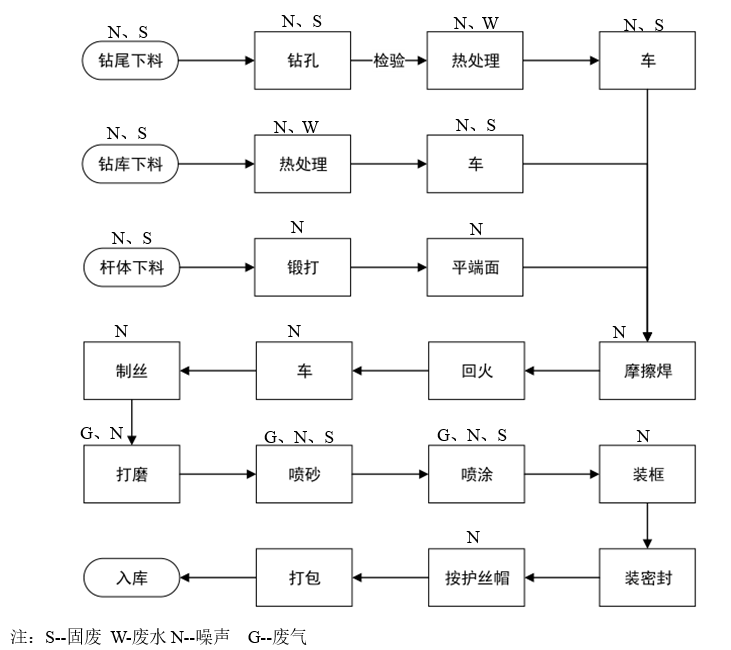 N、S N、S N、W N、S
钻尾下料 钻孔 检验 热处理 车
N、S N、W N、S
钻库下料 热处理 车
N、S N N
杆体下料 锻打 平端面
N N N
制丝 车 回火 摩擦焊
G、N G、N、S G、N、S N
打磨 喷砂 喷涂 装框
N
入库 打包 按护丝帽 装密封
注：S--固废 W-废水 N--噪声 G--废气